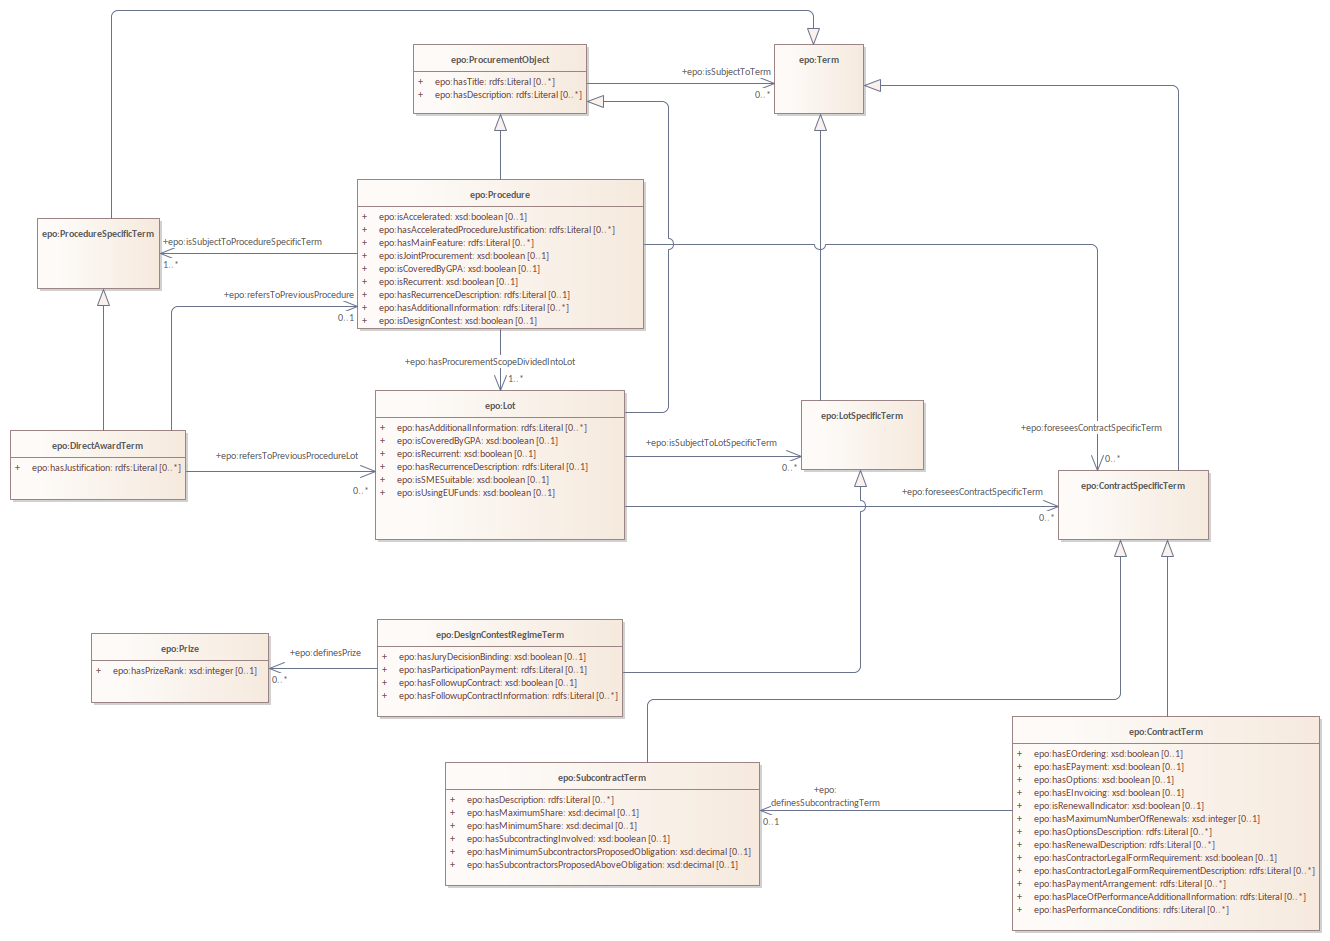 epo:ProcurementObject
+ epo:hasTitle: rdfs:Literal [0..*]
+ epo:hasDescription: rdfs:Literal [0..*]
+epo:isSubjectToTerm
0..*
epo:Term
epo:Procedure
+ epo:isAccelerated: xsd:boolean [0..1]
+ epo:hasAcceleratedProcedureJustification: rdfs:Literal [0..*]
+ epo:hasMainFeature: rdfs:Literal [0..*]
+ epo:isJointProcurement: xsd:boolean [0..1]
+ epo:isCoveredByGPA: xsd:boolean [0..1]
+ epo:isRecurrent: xsd:boolean [0..1]
+ epo:hasRecurrenceDescription: rdfs:Literal [0..1]
+ epo:hasAdditionalInformation: rdfs:Literal [0..*]
+ epo:isDesignContest: xsd:boolean [0..1]
epo:ProcedureSpecificTerm
+epo:isSubjectToProcedureSpecificTerm
1..*
+epo:refersToPreviousProcedure
0..1
+epo:hasProcurementScopeDividedIntoLot
1..*
epo:Lot
+ epo:hasAdditionalInformation: rdfs:Literal [0..*]
+ epo:isCoveredByGPA: xsd:boolean [0..1]
+ epo:isRecurrent: xsd:boolean [0..1]
+ epo:hasRecurrenceDescription: rdfs:Literal [0..1]
+ epo:isSMESuitable: xsd:boolean [0..1]
+ epo:isUsingEUFunds: xsd:boolean [0..1]
epo:DirectAwardTerm
+ epo:hasJustification: rdfs:Literal [0..*]
+epo:refersToPreviousProcedureLot
0..*
+epo:isSubjectToLotSpecificTerm
0..*
epo:LotSpecificTerm
+epo:foreseesContractSpecificTerm
0..*
+epo:foreseesContractSpecificTerm
0..*
epo:ContractSpecificTerm
epo:Prize
+ epo:hasPrizeRank: xsd:integer [0..1]
+epo:definesPrize
0..*
epo:DesignContestRegimeTerm
+ epo:hasJuryDecisionBinding: xsd:boolean [0..1]
+ epo:hasParticipationPayment: rdfs:Literal [0..1]
+ epo:hasFollowupContract: xsd:boolean [0..1]
+ epo:hasFollowupContractInformation: rdfs:Literal [0..*]
epo:SubcontractTerm
+ epo:hasDescription: rdfs:Literal [0..*]
+ epo:hasMaximumShare: xsd:decimal [0..1]
+ epo:hasMinimumShare: xsd:decimal [0..1]
+ epo:hasSubcontractingInvolved: xsd:boolean [0..1]
+ epo:hasMinimumSubcontractorsProposedObligation: xsd:decimal [0..1]
+ epo:hasSubcontractorsProposedAboveObligation: xsd:decimal [0..1]
+epo:
definesSubcontractingTerm
0..1
epo:ContractTerm
+ epo:hasEOrdering: xsd:boolean [0..1]
+ epo:hasEPayment: xsd:boolean [0..1]
+ epo:hasOptions: xsd:boolean [0..1]
+ epo:hasEInvoicing: xsd:boolean [0..1]
+ epo:isRenewalIndicator: xsd:boolean [0..1]
+ epo:hasMaximumNumberOfRenewals: xsd:integer [0..1]
+ epo:hasOptionsDescription: rdfs:Literal [0..*]
+ epo:hasRenewalDescription: rdfs:Literal [0..*]
+ epo:hasContractorLegalFormRequirement: xsd:boolean [0..1]
+ epo:hasContractorLegalFormRequirementDescription: rdfs:Literal [0..*]
+ epo:hasPaymentArrangement: rdfs:Literal [0..*]
+ epo:hasPlaceOfPerformanceAdditionalInformation: rdfs:Literal [0..*]
+ epo:hasPerformanceConditions: rdfs:Literal [0..*]